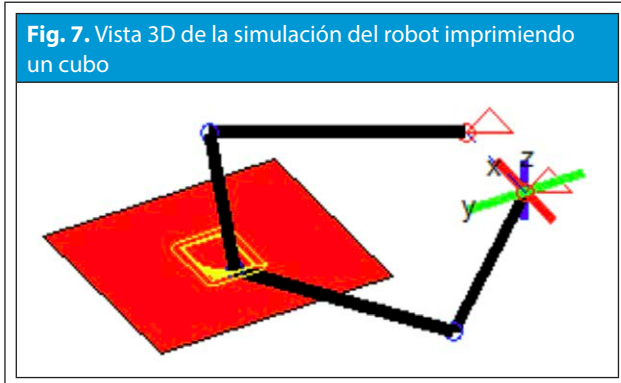 Fig. 7. Vista 3D de la simulación del robot imprimiendo
un cubo
x z
y